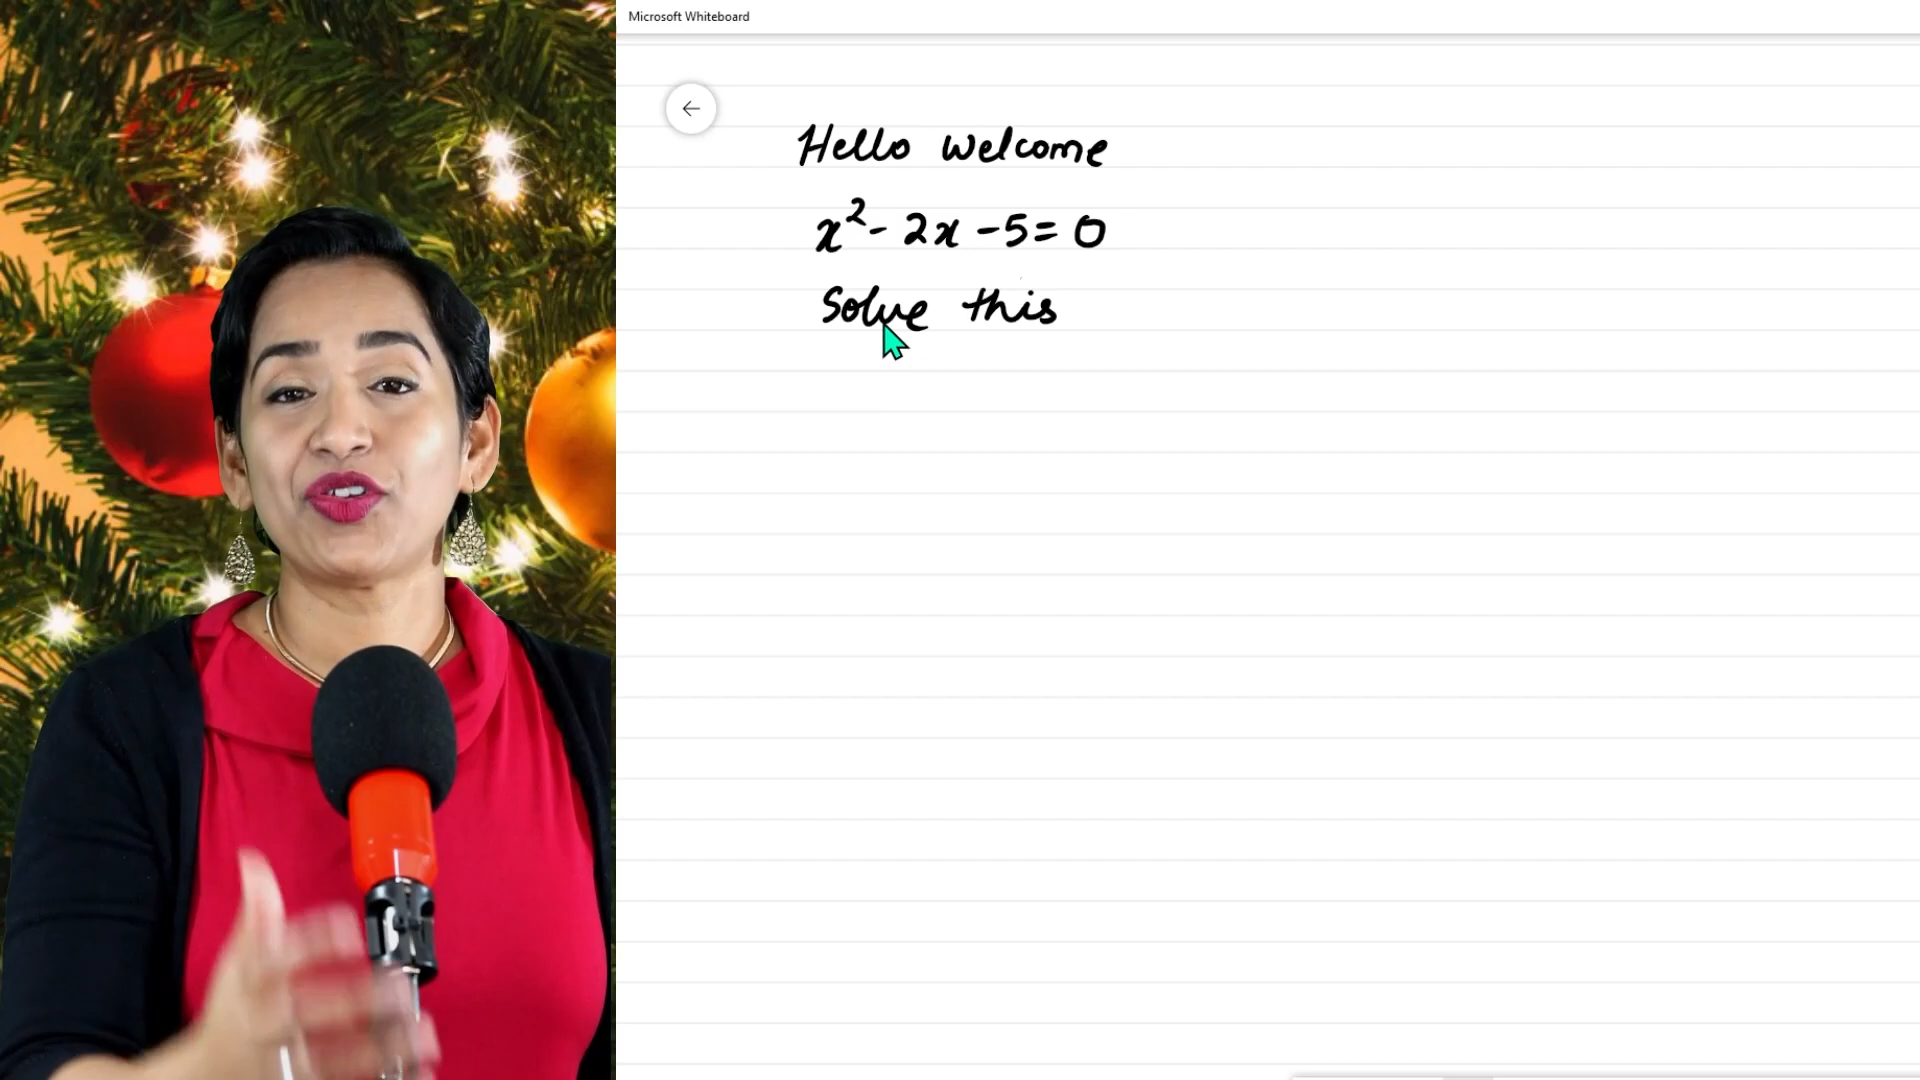 Microsoft Whiteboard
Hello welcome
x² - 2x - 5 = 0
Solve this